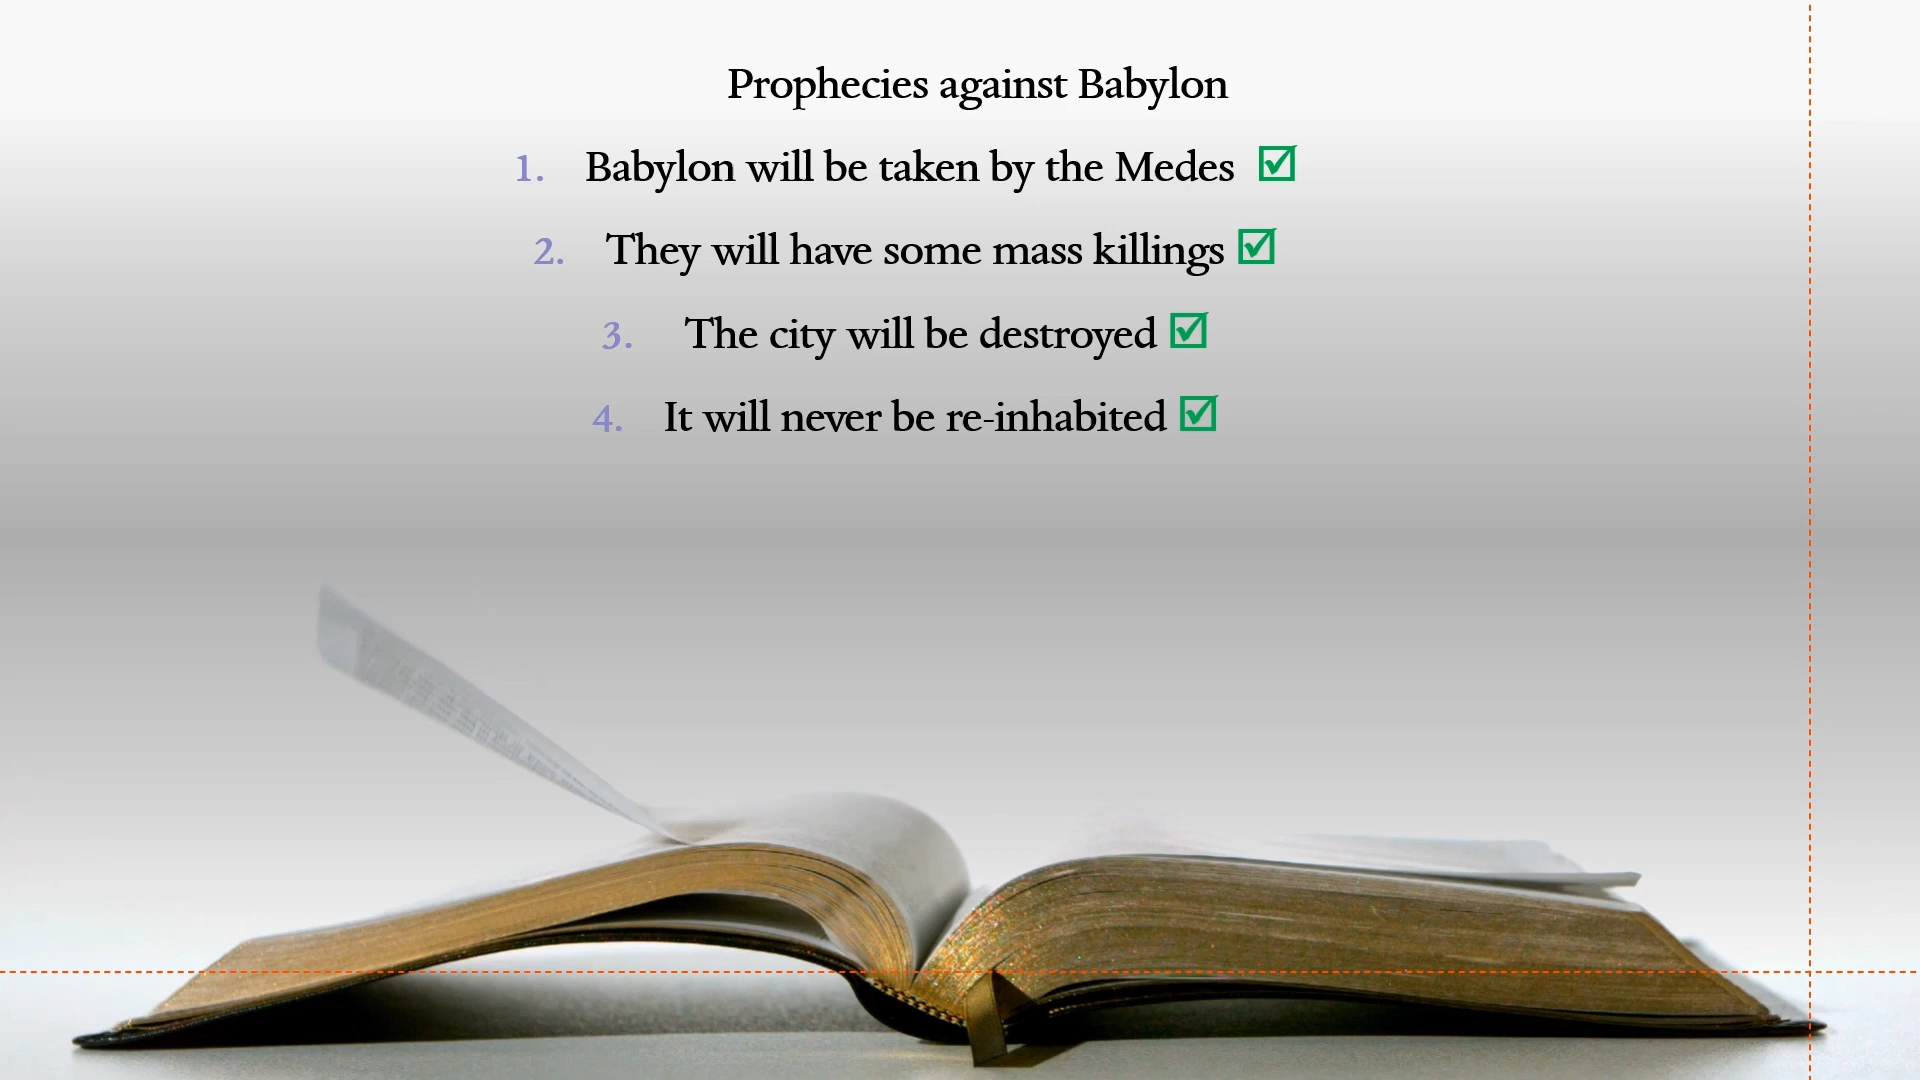 Prophecies against Babylon
1. Babylon will be taken by the Medes ☑
2. They will have some mass killings ☑
3. The city will be destroyed ☑
4. It will never be re-inhabited ☑